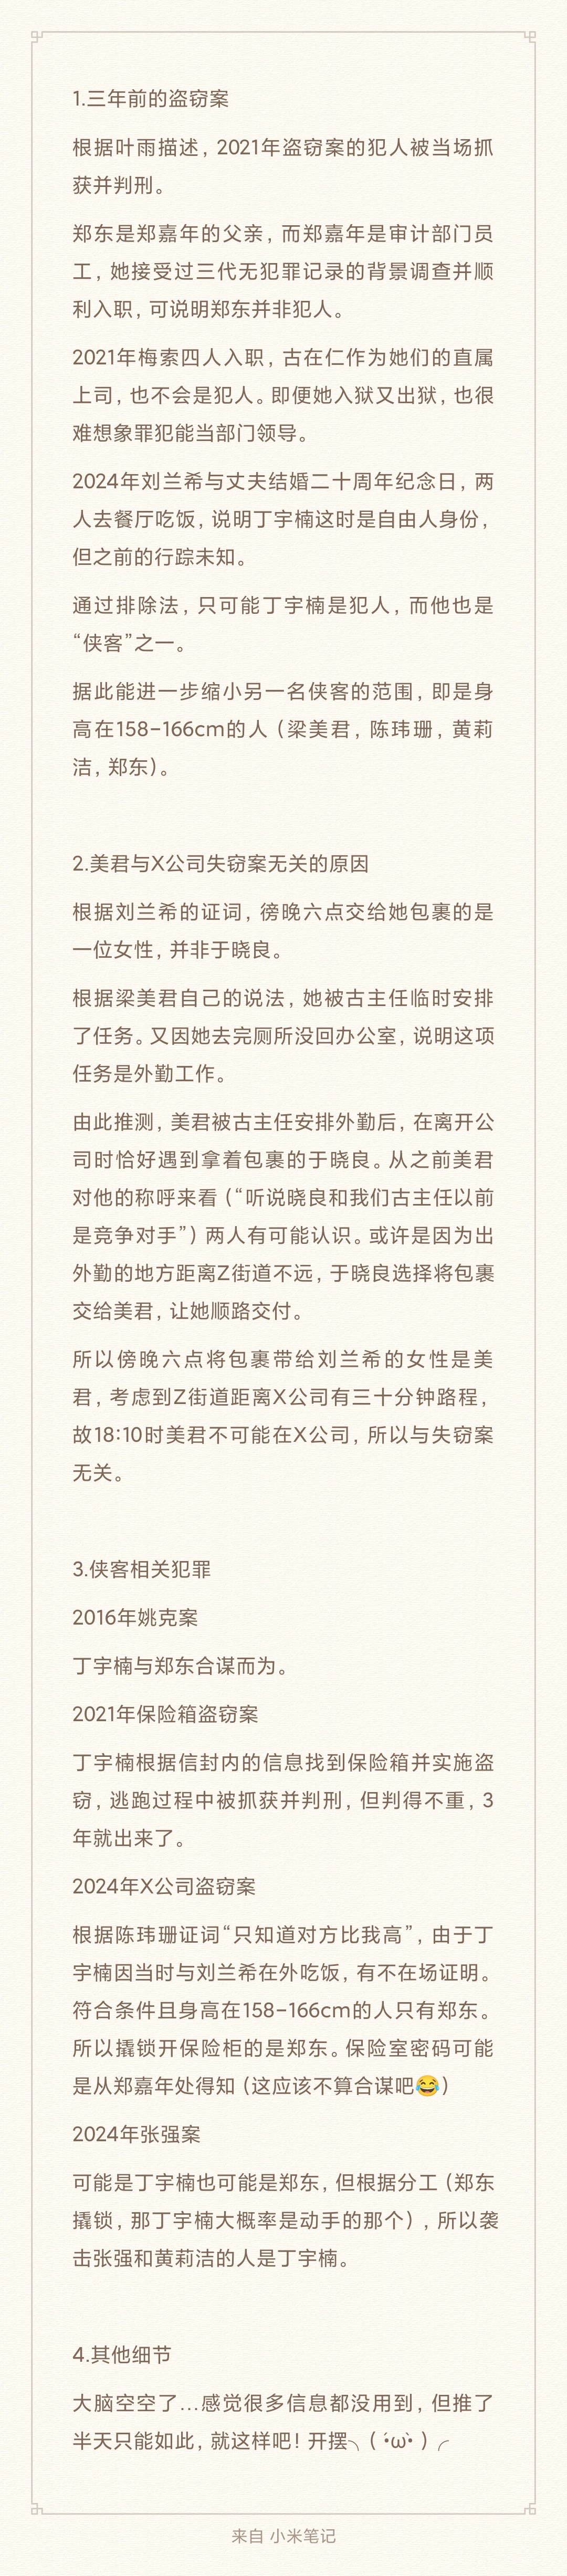 1.三年前的盗窃案
根据叶雨描述，2021年盗窃案的犯人被当场抓
获并判刑。
郑东是郑嘉年的父亲，而郑嘉年是审计部门员
工，她接受过三代无犯罪记录的背景调查并顺
利入职，可说明郑东并非犯人。
2021年梅索四人入职，古在仁作为她们的直属
上司，也不会是犯人。即便她入狱又出狱，也很
难想象罪犯能当部门领导。
2024年刘兰希与丈夫结婚二十周年纪念日，两
人去餐厅吃饭，说明丁宇楠这时是自由人身份，
但之前的行踪未知。
通过排除法，只可能丁宇楠是犯人，而他也是
“侠客”之一。
据此能进一步缩小另一名侠客的范围，即是身
高在158-166cm的人（梁美君，陈玮珊，黄莉
洁，郑东）。
2.美君与X公司失窃案无关的原因
根据刘兰希的证词，傍晚六点交给她包裹的是
一位女性，并非于晓良。
根据梁美君自己的说法，她被古主任临时安排
了任务。又因她去完厕所没回办公室，说明这项
任务是外勤工作。
由此推测，美君被古主任安排外勤后，在离开公
司时恰好遇到拿着包裹的于晓良。从之前美君
对他的称呼来看（“听说晓良和我们古主任以前
是竞争对手”）两人有可能认识。或许是因为出
外勤的地方距离Z街道不远，于晓良选择将包裹
交给美君，让她顺路交付。
所以傍晚六点将包裹带给刘兰希的女性是美
君，考虑到Z街道距离X公司有三十分钟路程，
故18:10时美君不可能在X公司，所以与失窃案
无关。
3.侠客相关犯罪
2016年姚克案
丁宇楠与郑东合谋而为。
2021年保险箱盗窃案
丁宇楠根据信封内的信息找到保险箱并实施盗
窃，逃跑过程中被抓获并判刑，但判得不重，3
年就出来了。
2024年X公司盗窃案
根据陈玮珊证词“只知道对方比我高”，由于丁
宇楠因当时与刘兰希在外吃饭，有不在场证明。
符合条件且身高在158-166cm的人只有郑东。
所以撬锁开保险柜的是郑东。保险室密码可能
是从郑嘉年处得知（这应该不算合谋吧😂）
2024年张强案
可能是丁宇楠也可能是郑东，但根据分工（郑东
撬锁，那丁宇楠大概率是动手的那个），所以袭
击张强和黄莉洁的人是丁宇楠。
4.其他细节
大脑空空了…感觉很多信息都没用到，但推了
半天只能如此，就这样吧！开摆╮( •́ω•̀ )╭
来自 小米笔记